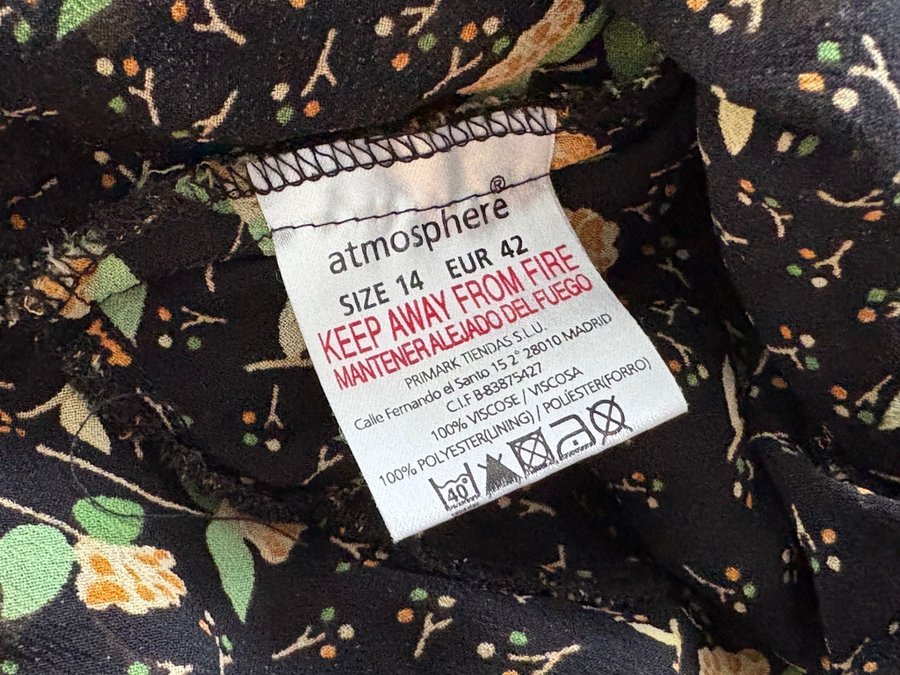 atmosphere®
SIZE 14 EUR 42
KEEP AWAY FROM FIRE
MANTENER ALEJADO DEL FUEGO
PRIMARK TIENDAS S.L.U.
Calle Fernando el Santo 15 2° 28010 MADRID
C.I.F B-83875427
100% VISCOSE / VISCOSA
100% POLYESTER(LINING) / POLIÉSTER(FORRO)
40°